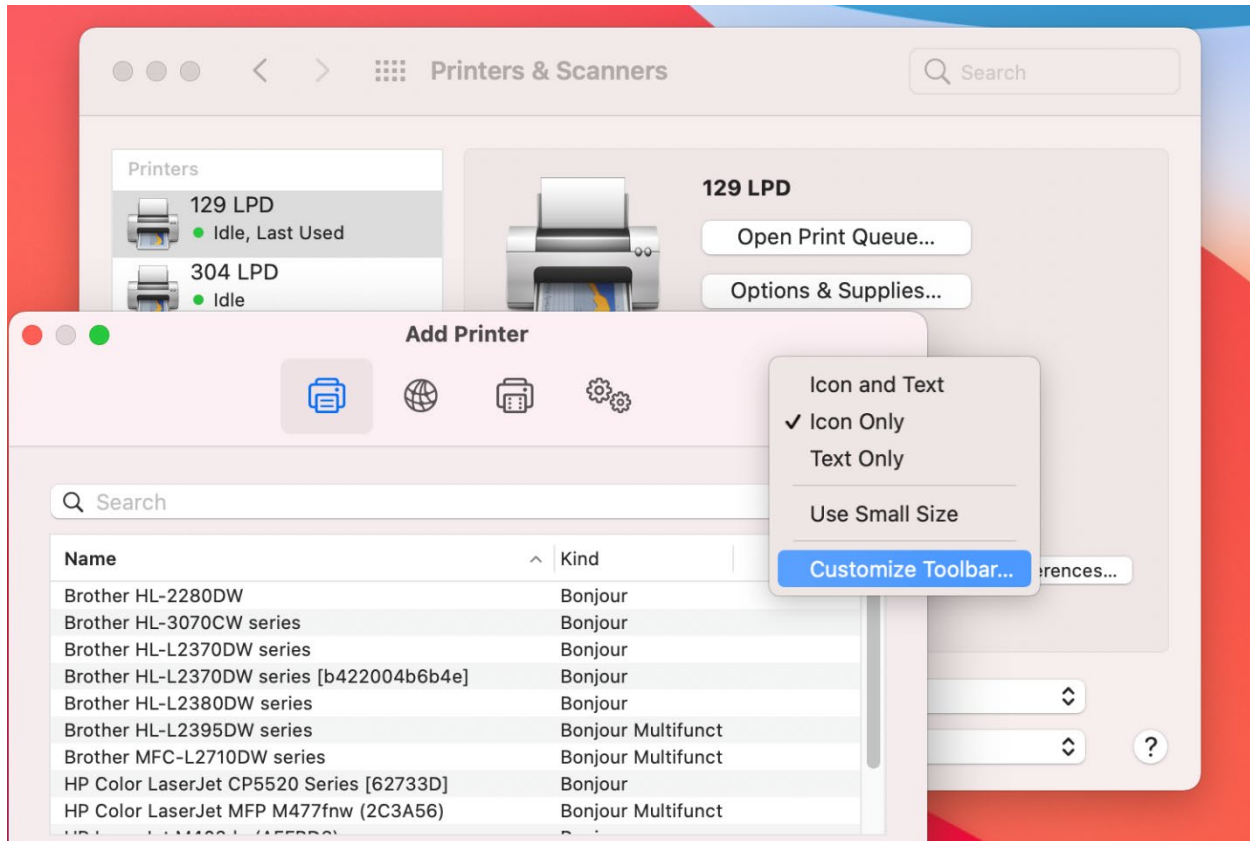 Printers & Scanners
Search
Printers
129 LPD
Idle, Last Used
304 LPD
Idle
129 LPD
Open Print Queue...
Options & Supplies...
Add Printer
Icon and Text
Icon Only
Text Only
Use Small Size
Customize Toolbar...
erences...
Search
Name Kind
Brother HL-2280DW Bonjour
Brother HL-3070CW series Bonjour
Brother HL-L2370DW series Bonjour
Brother HL-L2370DW series [b422004b6b4e] Bonjour
Brother HL-L2380DW series Bonjour
Brother HL-L2395DW series Bonjour Multifunct
Brother MFC-L2710DW series Bonjour Multifunct
HP Color LaserJet CP5520 Series [62733D] Bonjour
HP Color LaserJet MFP M477fnw (2C3A56) Bonjour Multifunct
?